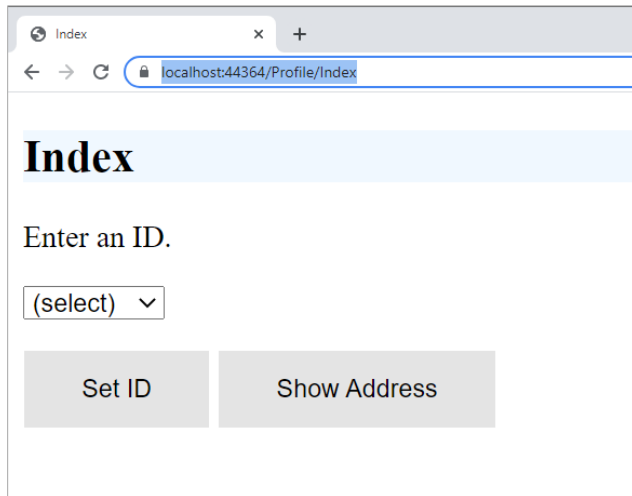 Index
localhost:44364/Profile/Index
Index
Enter an ID.
(select)
Set ID Show Address